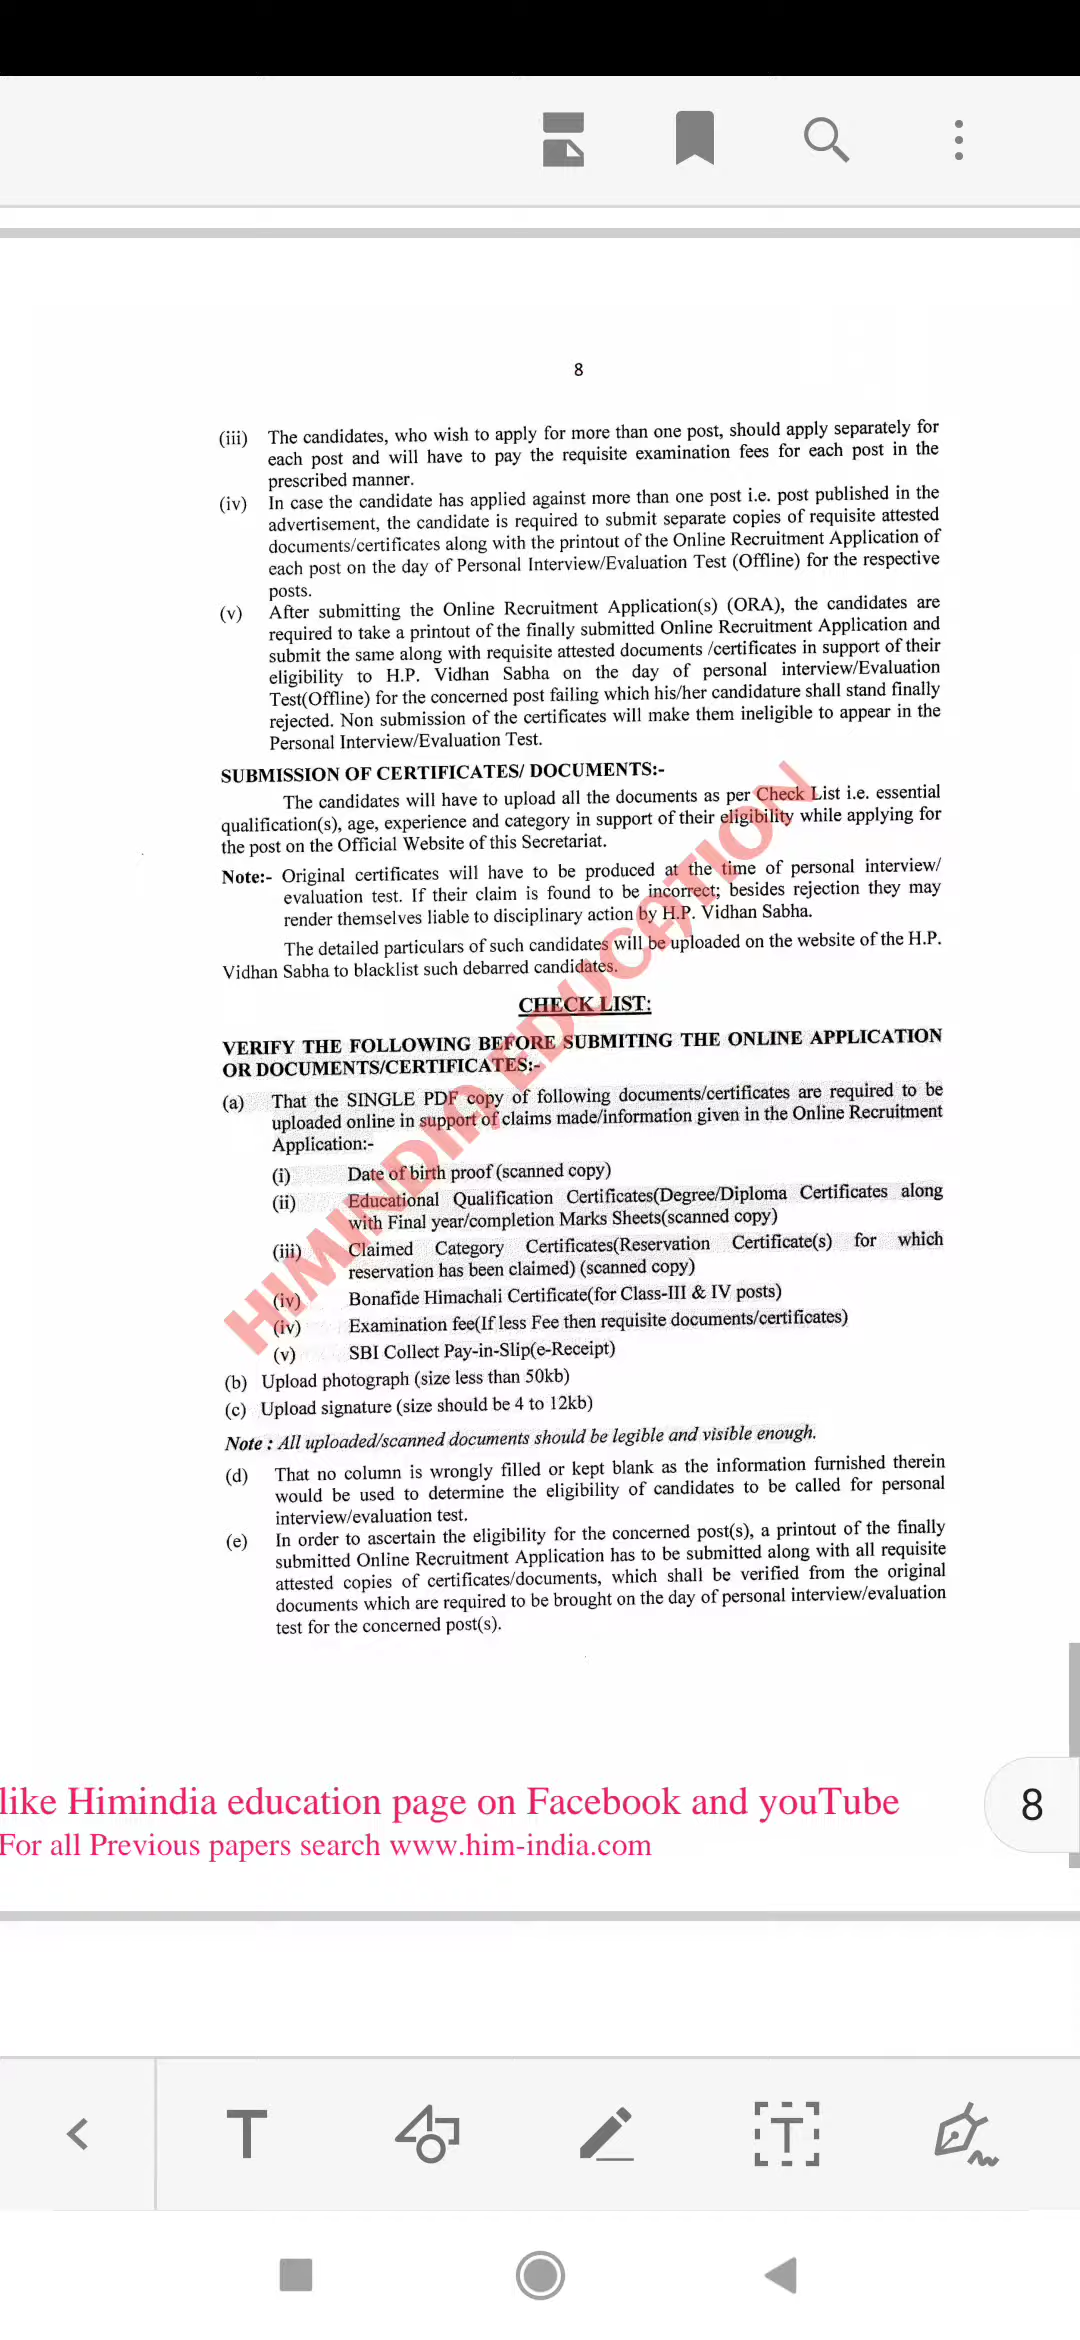 8
(iii) The candidates, who wish to apply for more than one post, should apply separately for
each post and will have to pay the requisite examination fees for each post in the
prescribed manner.
(iv) In case the candidate has applied against more than one post i.e. post published in the
advertisement, the candidate is required to submit separate copies of requisite attested
documents/certificates along with the printout of the Online Recruitment Application of
each post on the day of Personal Interview/Evaluation Test (Offline) for the respective
posts.
(v) After submitting the Online Recruitment Application(s) (ORA), the candidates are
required to take a printout of the finally submitted Online Recruitment Application and
submit the same along with requisite attested documents /certificates in support of their
eligibility to H.P. Vidhan Sabha on the day of personal interview/Evaluation
Test(Offline) for the concerned post failing which his/her candidature shall stand finally
rejected. Non submission of the certificates will make them ineligible to appear in the
Personal Interview/Evaluation Test.
SUBMISSION OF CERTIFICATES/ DOCUMENTS:-
The candidates will have to upload all the documents as per Check List i.e. essential
qualification(s), age, experience and category in support of their eligibility while applying for
the post on the Official Website of this Secretariat.
Note:- Original certificates will have to be produced at the time of personal interview/
evaluation test. If their claim is found to be incorrect; besides rejection they may
render themselves liable to disciplinary action by H.P. Vidhan Sabha.
The detailed particulars of such candidates will be uploaded on the website of the H.P.
Vidhan Sabha to blacklist such debarred candidates.
CHECK LIST:
VERIFY THE FOLLOWING BEFORE SUBMITING THE ONLINE APPLICATION
OR DOCUMENTS/CERTIFICATES:-
(a) That the SINGLE PDF copy of following documents/certificates are required to be
uploaded online in support of claims made/information given in the Online Recruitment
Application:-
(i) Date of birth proof (scanned copy)
(ii) Educational Qualification Certificates(Degree/Diploma Certificates along
with Final year/completion Marks Sheets(scanned copy)
(iii) Claimed Category Certificates(Reservation Certificate(s) for which
reservation has been claimed) (scanned copy)
(iv) Bonafide Himachali Certificate(for Class-III & IV posts)
(iv) Examination fee(If less Fee then requisite documents/certificates)
(v) SBI Collect Pay-in-Slip(e-Receipt)
(b) Upload photograph (size less than 50kb)
(c) Upload signature (size should be 4 to 12kb)
Note : All uploaded/scanned documents should be legible and visible enough.
(d) That no column is wrongly filled or kept blank as the information furnished therein
would be used to determine the eligibility of candidates to be called for personal
interview/evaluation test.
(e) In order to ascertain the eligibility for the concerned post(s), a printout of the finally
submitted Online Recruitment Application has to be submitted along with all requisite
attested copies of certificates/documents, which shall be verified from the original
documents which are required to be brought on the day of personal interview/evaluation
test for the concerned post(s).
HIMINDIA EDUCATION
like Himindia education page on Facebook and youTube
For all Previous papers search www.him-india.com
8